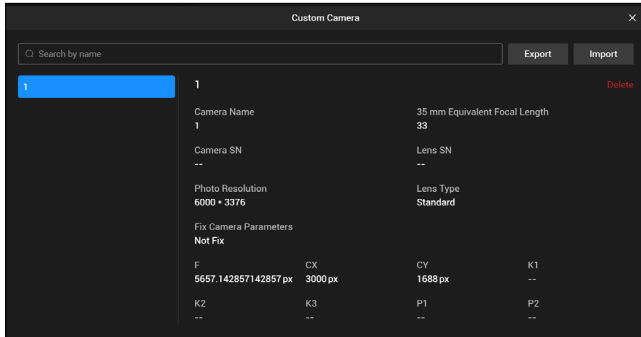 Custom Camera
Search by name
Export
Import
1
1
Delete
Camera Name
35 mm Equivalent Focal Length
1
33
Camera SN
Lens SN
--
--
Photo Resolution
Lens Type
6000 * 3376
Standard
Fix Camera Parameters
Not Fix
F CX CY K1
5657.142857142857 px 3000 px 1688 px --
K2 K3 P1 P2
-- -- -- --